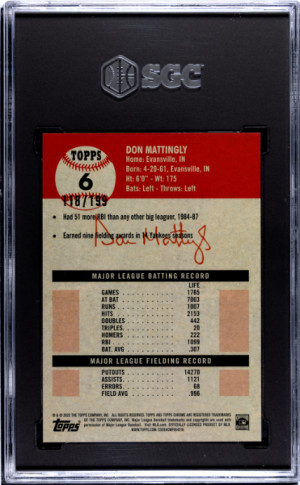 SGC
TOPPS
6
118/199
DON MATTINGLY
Home: Evansville, IN
Born: 4-20-61, Evansville, IN
Ht: 6'0" - Wt: 175
Bats: Left - Throws: Left
• Had 51 more RBI than any other big leaguer, 1984-87
• Earned nine fielding awards in 14 Yankees seasons
Don Mattingly
MAJOR LEAGUE BATTING RECORD
LIFE
GAMES 1785
AT BAT 7003
RUNS 1007
HITS 2153
DOUBLES 442
TRIPLES 20
HOMERS 222
RBI 1099
BAT. AVG .307
MAJOR LEAGUE FIELDING RECORD
PUTOUTS 14270
ASSISTS 1121
ERRORS 68
FIELD AVG .996
Topps